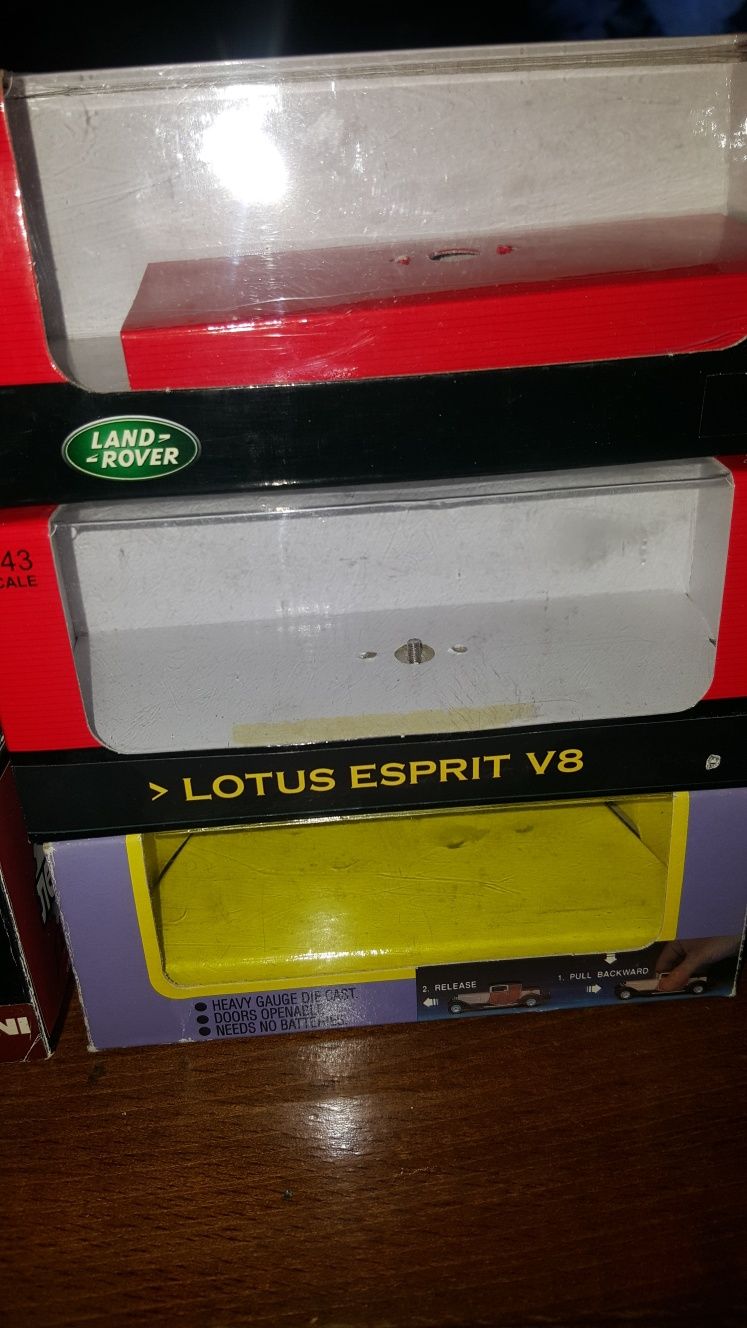 LAND-
-ROVER
43
CALE
> LOTUS ESPRIT V8
1. PULL BACKWARD
2. RELEASE
• HEAVY GAUGE DIE CAST.
• DOORS OPENABLE
• NEEDS NO BATTERIES
NI